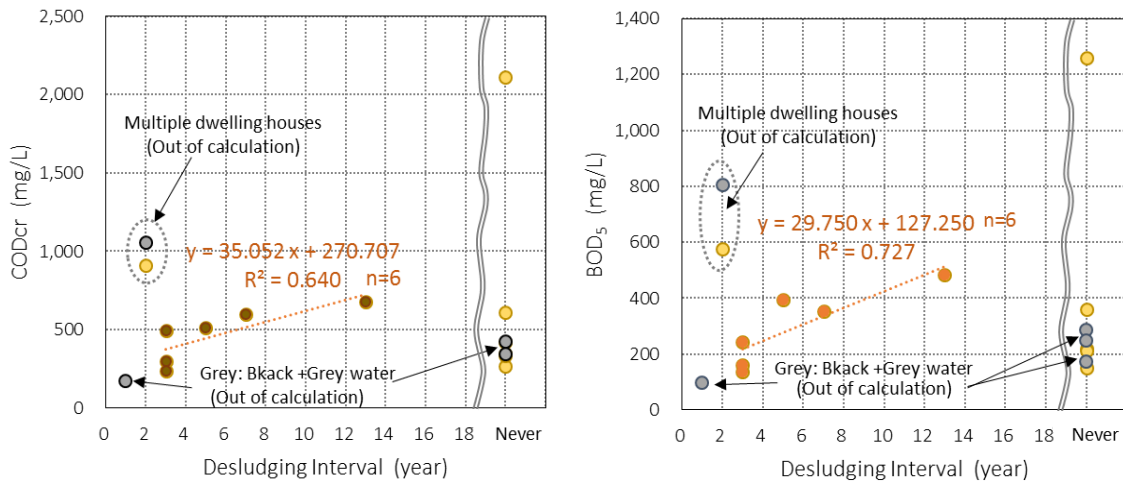 2,500
2,000
1,500
1,000
500
0
CODcr (mg/L)
Multiple dwelling houses
(Out of calculation)
y = 35.052 x + 270.707
R² = 0.640 n=6
Grey: Bkack +Grey water
(Out of calculation)
0 2 4 6 8 10 12 14 16 18 Never
Desludging Interval (year)
1,400
1,200
1,000
800
600
400
200
0
BOD5 (mg/L)
Multiple dwelling houses
(Out of calculation)
y = 29.750 x + 127.250 n=6
R² = 0.727
Grey: Bkack +Grey water
(Out of calculation)
0 2 4 6 8 10 12 14 16 18 Never
Desludging Interval (year)